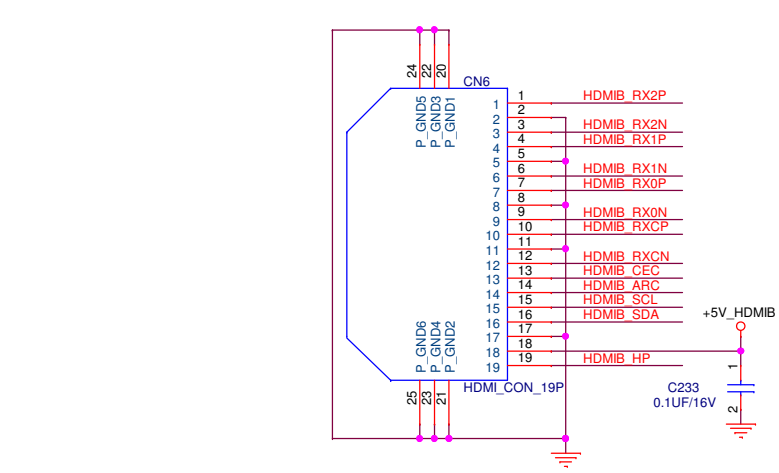 24 22 20
CN6
P_GND5 P_GND3 P_GND1
1 1 HDMIB_RX2P
2 2
3 3 HDMIB_RX2N
4 4 HDMIB_RX1P
5 5
6 6 HDMIB_RX1N
7 7 HDMIB_RX0P
8 8
9 9 HDMIB_RX0N
10 10 HDMIB_RXCP
11 11
12 12 HDMIB_RXCN
13 13 HDMIB_CEC
14 14 HDMIB_ARC
15 15 HDMIB_SCL
16 16 HDMIB_SDA
17 17
18 18
19 19 HDMIB_HP
P_GND6 P_GND4 P_GND2
25 23 21
HDMI_CON_19P
+5V_HDMIB
1
C233
0.1UF/16V
2